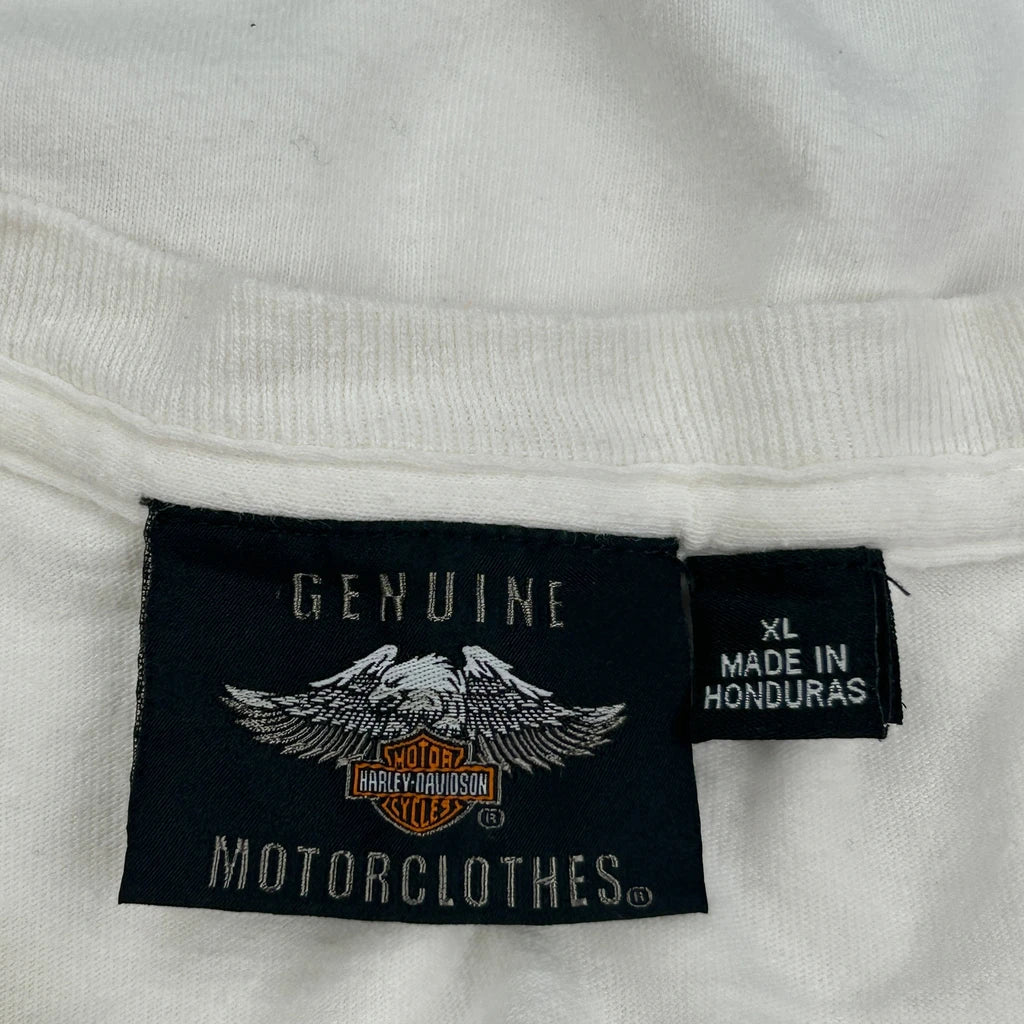 GENUINE
MOTOR
HARLEY-DAVIDSON
CYCLES
®
MOTORCLOTHES®
XL
MADE IN
HONDURAS